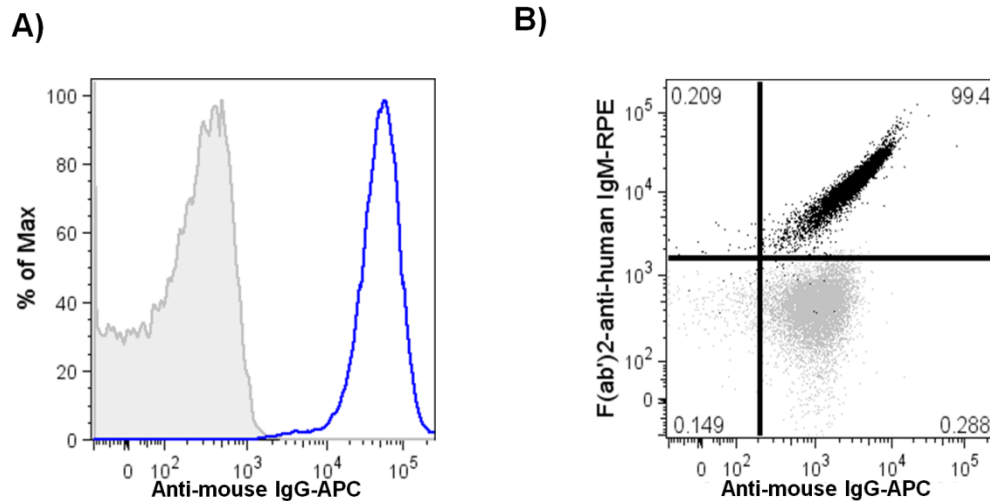 A)
% of Max
100
80
60
40
20
0
0 10² 10³ 10⁴ 10⁵
Anti-mouse IgG-APC
B)
F(ab')2-anti-human IgM-RPE
0.209 99.4
10⁵
10⁴
10³
10²
0
0.149 0.288
0 10² 10³ 10⁴ 10⁵
Anti-mouse IgG-APC